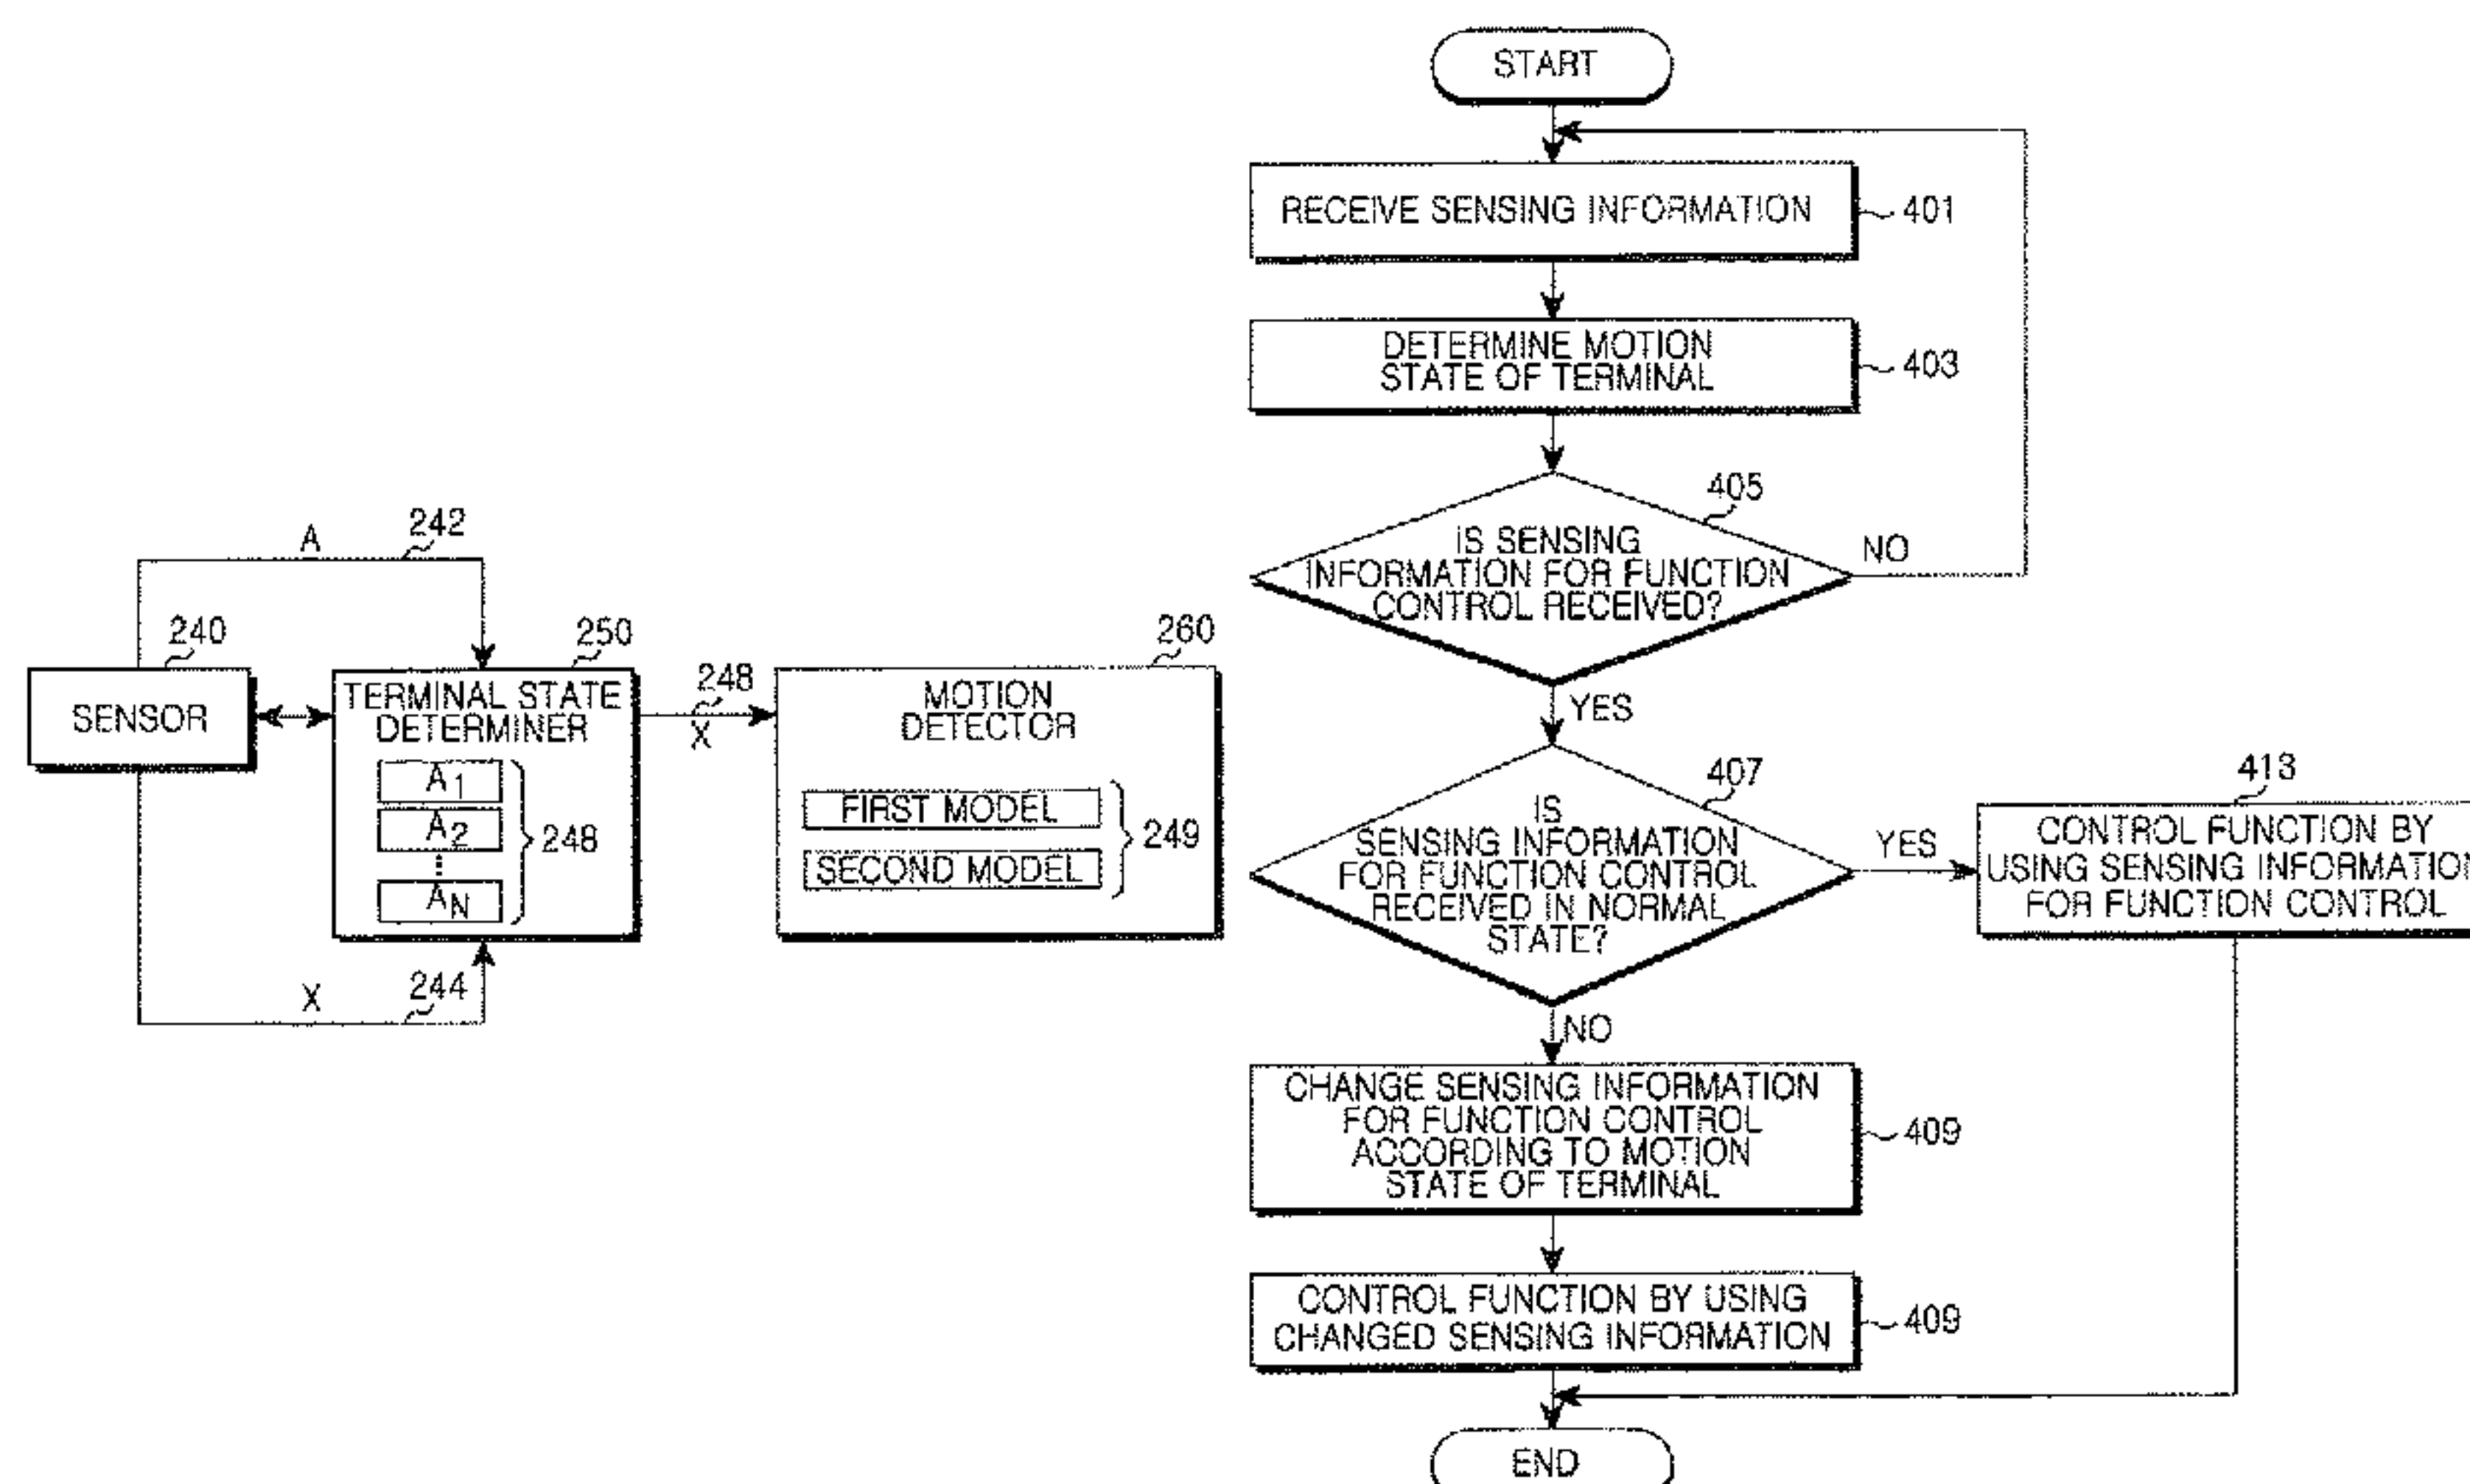 A
242
240
SENSOR
250
TERMINAL STATE
DETERMINER
A1
A2
AN
248
X
244
248
X
260
MOTION
DETECTOR
FIRST MODEL
SECOND MODEL
249
START
RECEIVE SENSING INFORMATION
401
DETERMINE MOTION
STATE OF TERMINAL
403
405
IS SENSING
INFORMATION FOR FUNCTION
CONTROL RECEIVED?
NO
YES
407
IS
SENSING INFORMATION
FOR FUNCTION CONTROL
RECEIVED IN NORMAL
STATE?
YES
413
CONTROL FUNCTION BY
USING SENSING INFORMATION
FOR FUNCTION CONTROL
NO
CHANGE SENSING INFORMATION
FOR FUNCTION CONTROL
ACCORDING TO MOTION
STATE OF TERMINAL
409
CONTROL FUNCTION BY USING
CHANGED SENSING INFORMATION
409
END